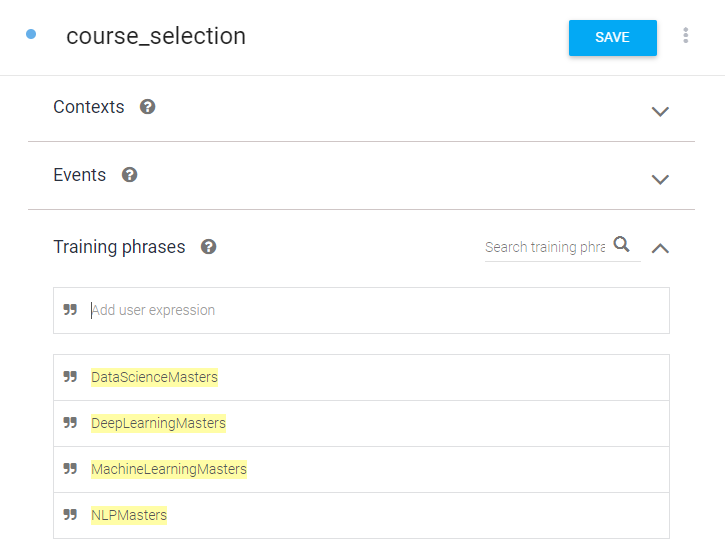 course_selection
SAVE
Contexts
Events
Training phrases
Search training phra
Add user expression
DataScienceMasters
DeepLearningMasters
MachineLearningMasters
NLPMasters